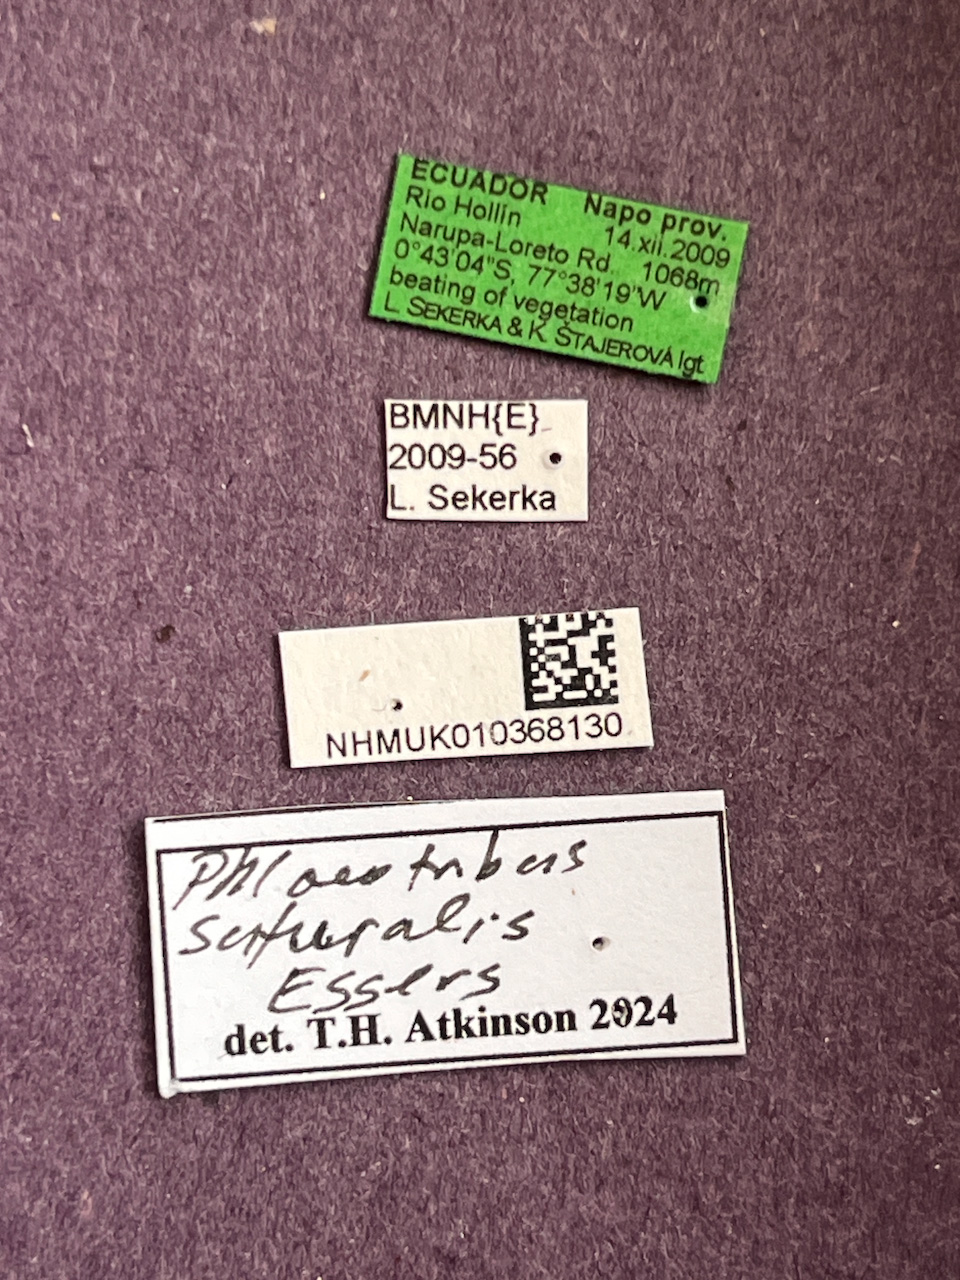 ECUADOR Napo prov.
Rio Hollín 14.xii.2009
Narupa-Loreto Rd. 1068m
0°43'04"S, 77°38'19"W
beating of vegetation
L. SEKERKA & K. ŠTAJEROVÁ lgt
BMNH{E}
2009-56
L. Sekerka
NHMUK010368130
Phloeotribus
suturalis
Eggers
det. T.H. Atkinson 2024